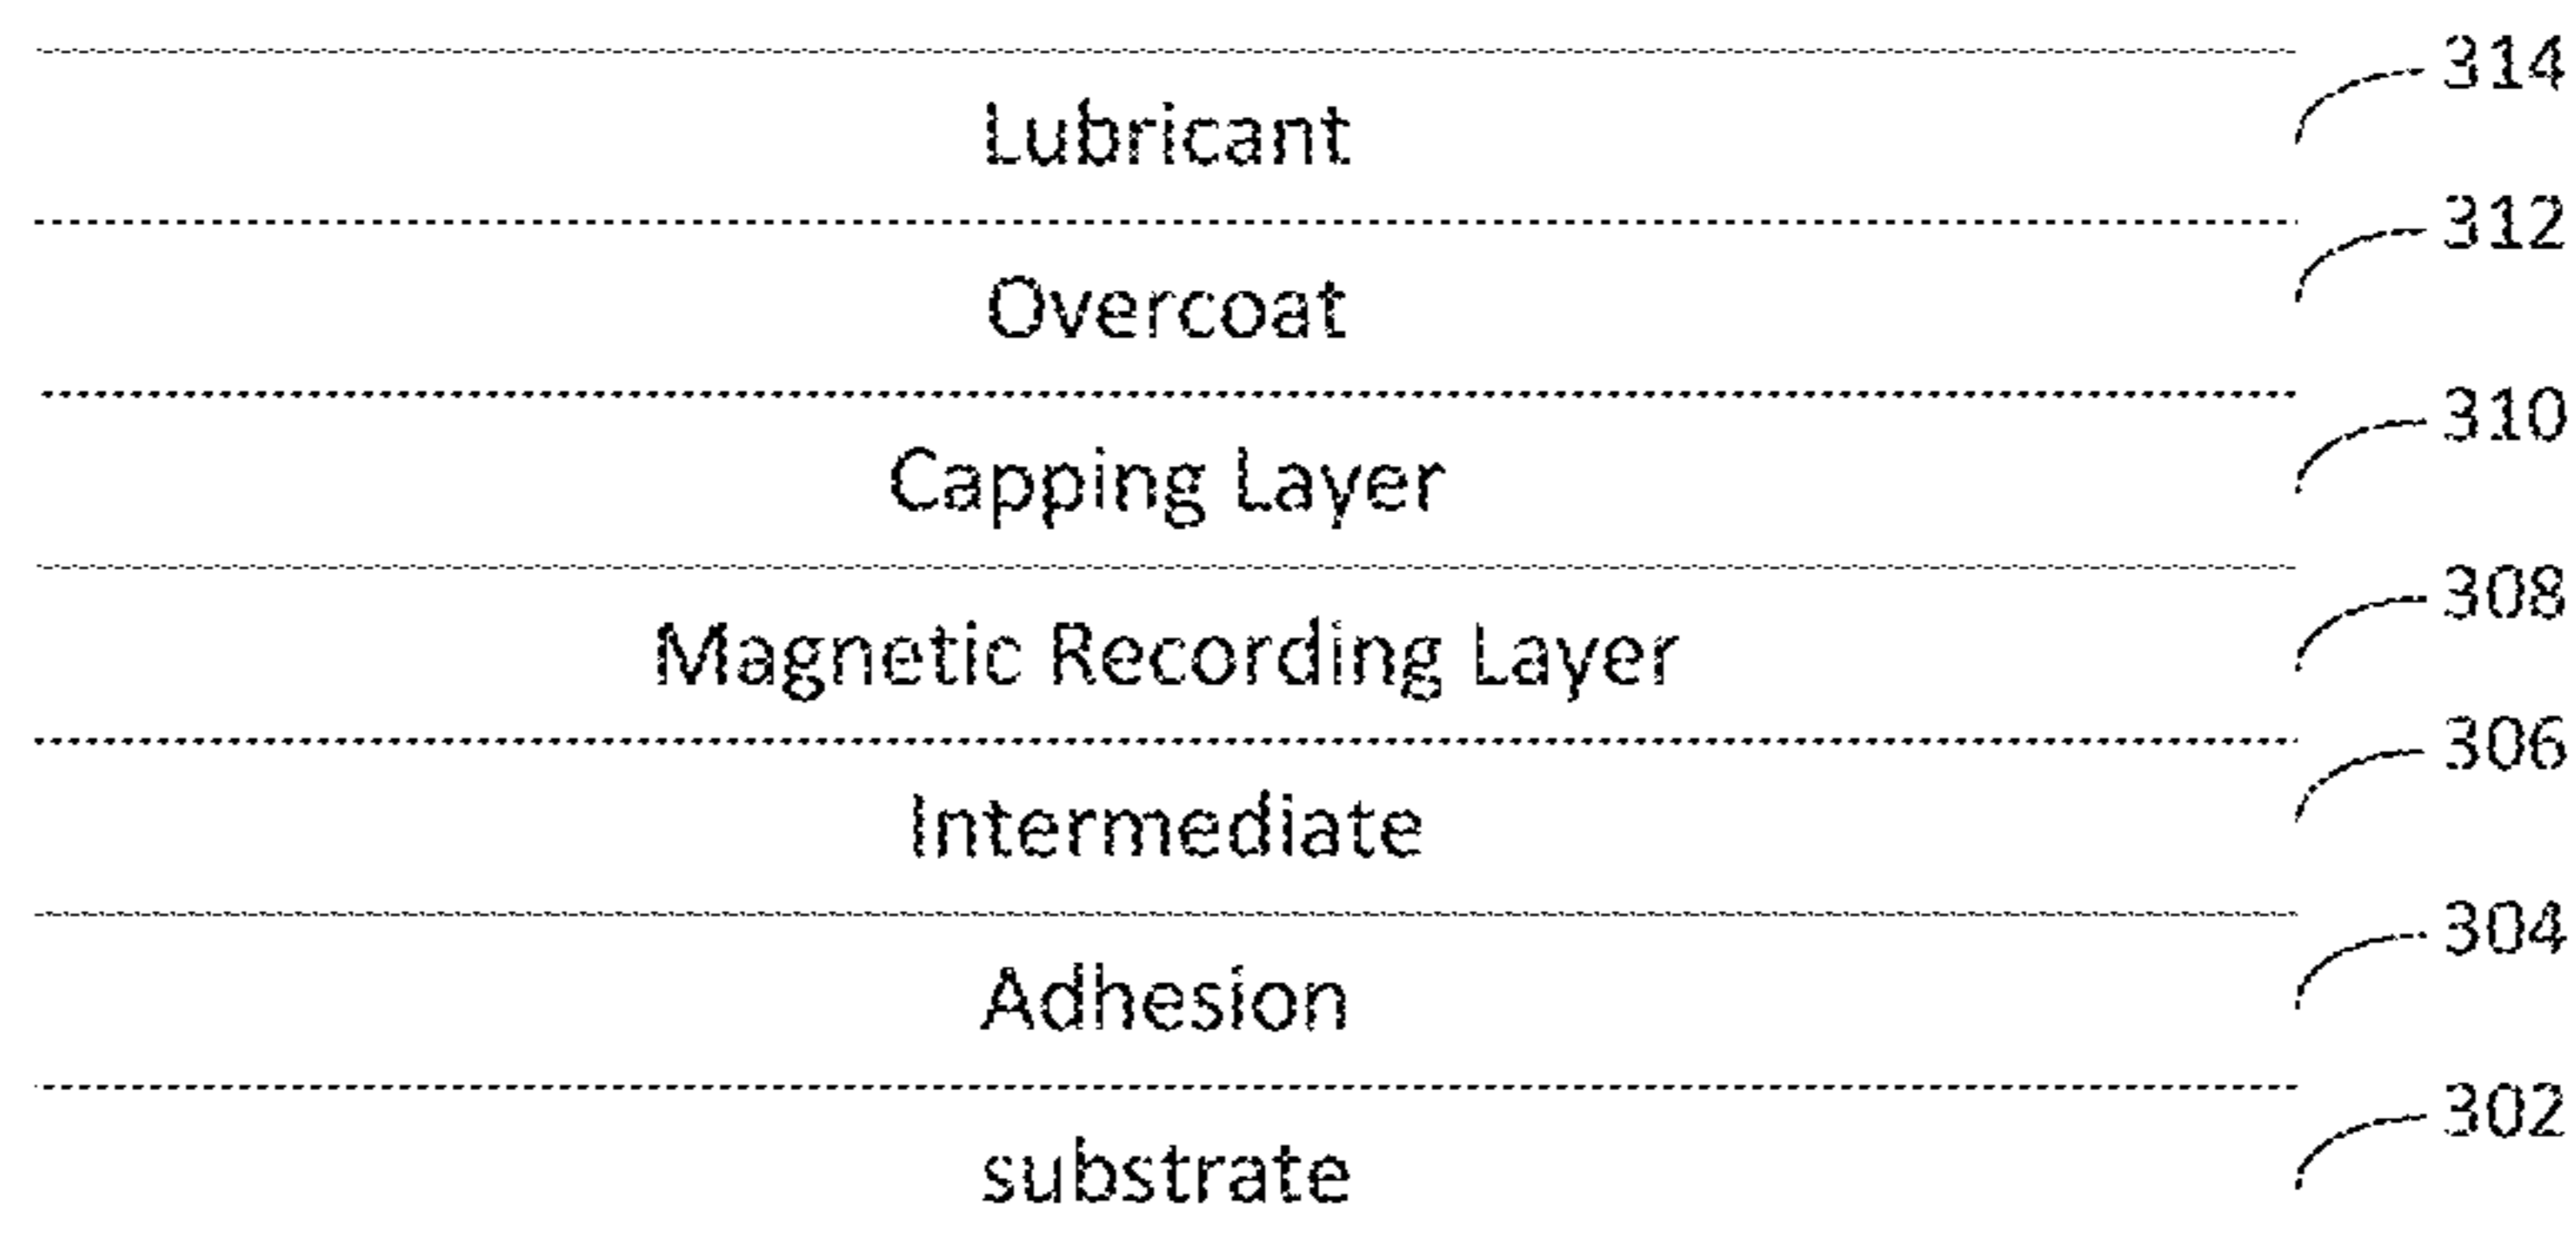 314
Lubricant
312
Overcoat
310
Capping Layer
308
Magnetic Recording Layer
306
Intermediate
304
Adhesion
302
substrate